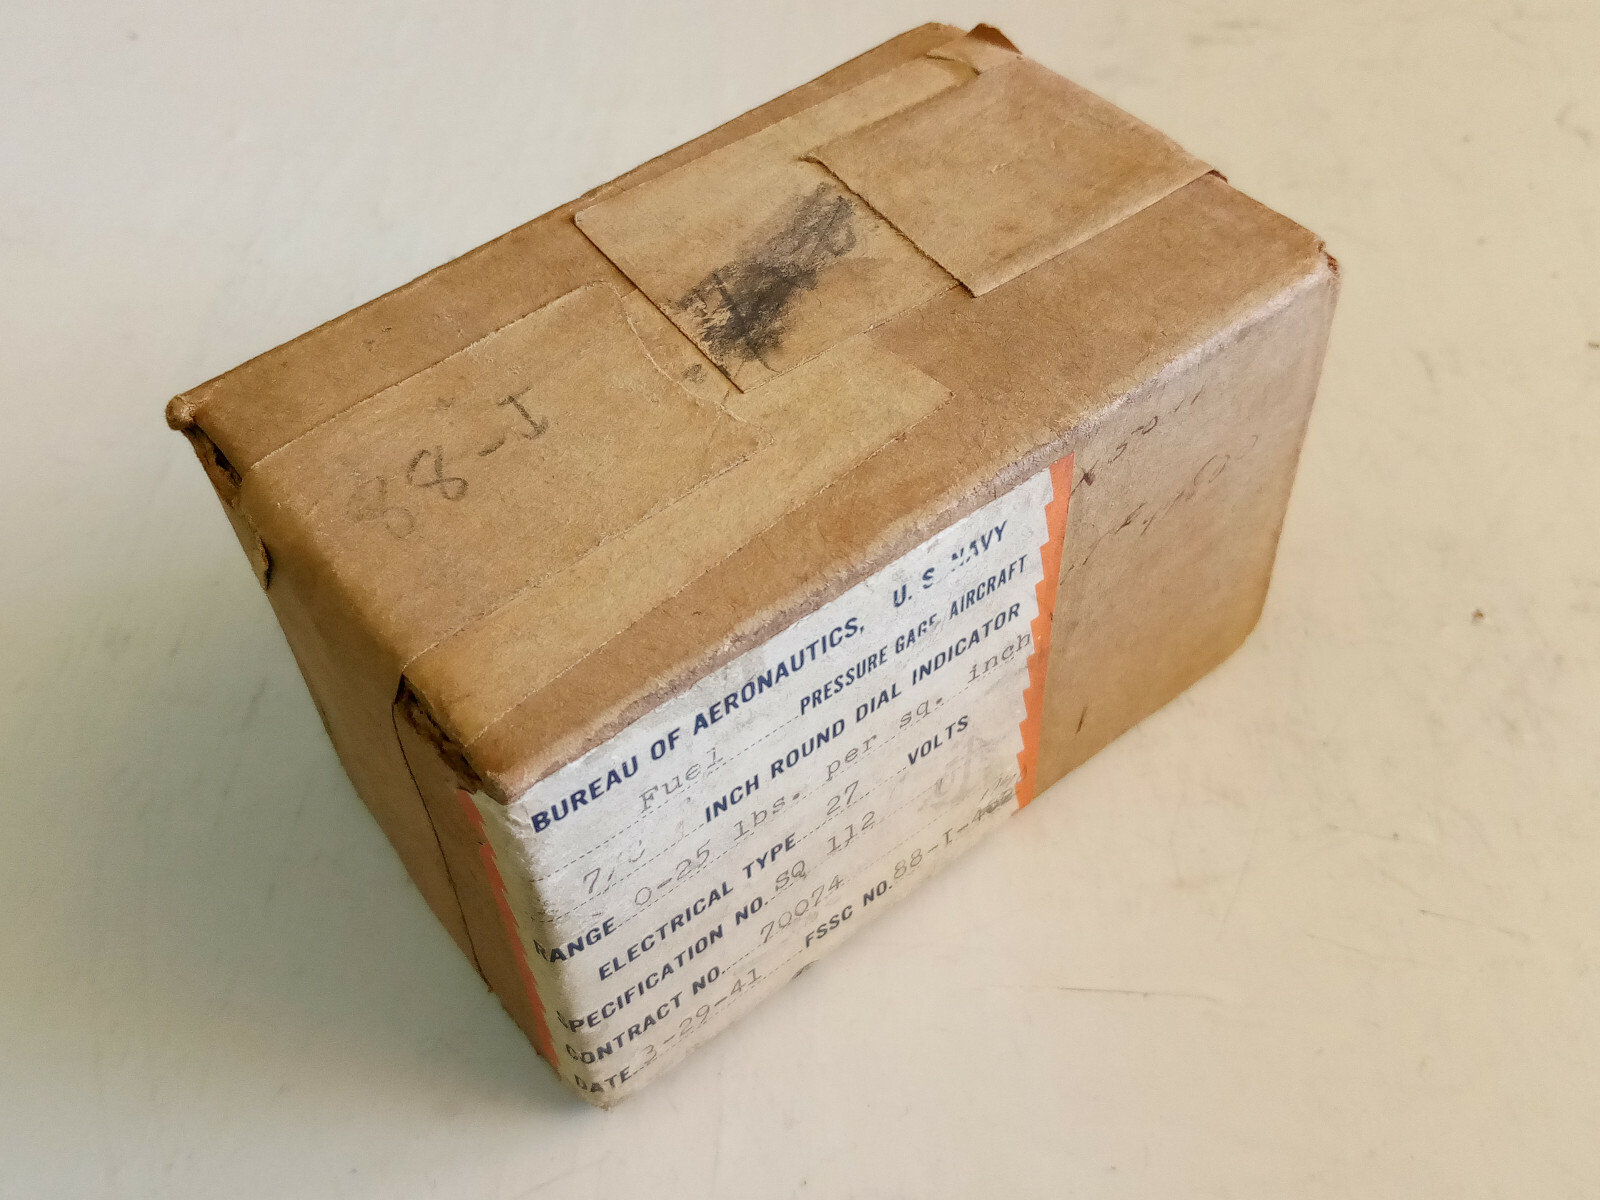 88-I
BUREAU OF AERONAUTICS, U. S. NAVY
Fuel PRESSURE GAGE, AIRCRAFT
INCH ROUND DIAL INDICATOR
RANGE 0-25 lbs. per sq. inch
ELECTRICAL TYPE 27 VOLTS
SPECIFICATION NO. SQ 112
CONTRACT NO. 70074
DATE 3-29-41 FSSC NO. 88-I-462